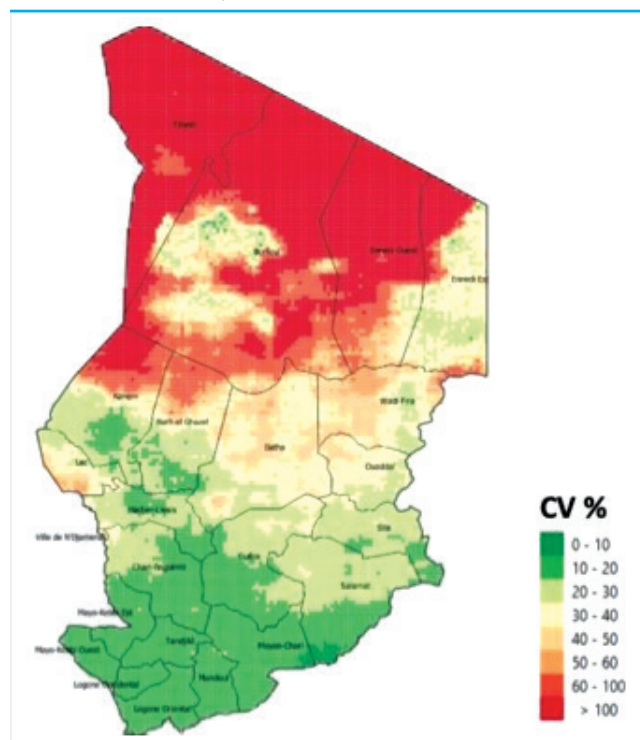 Tibesti
Borkou
Ennedi Ouest
Ennedi Est
Kanem
Barh el Ghazel
Wadi Fira
Batha
Lac
Ouaddaï
Hadjer-Lamis
Ville de N'Djamena
Sila
Guéra
Chari-Baguirmi
Salamat
Mayo-Kebbi Est
Tandjilé
Moyen-Chari
Mayo-Kebbi Ouest
Mandoul
Logone Occidental
Logone Oriental
CV %
0 - 10
10 - 20
20 - 30
30 - 40
40 - 50
50 - 60
60 - 100
> 100